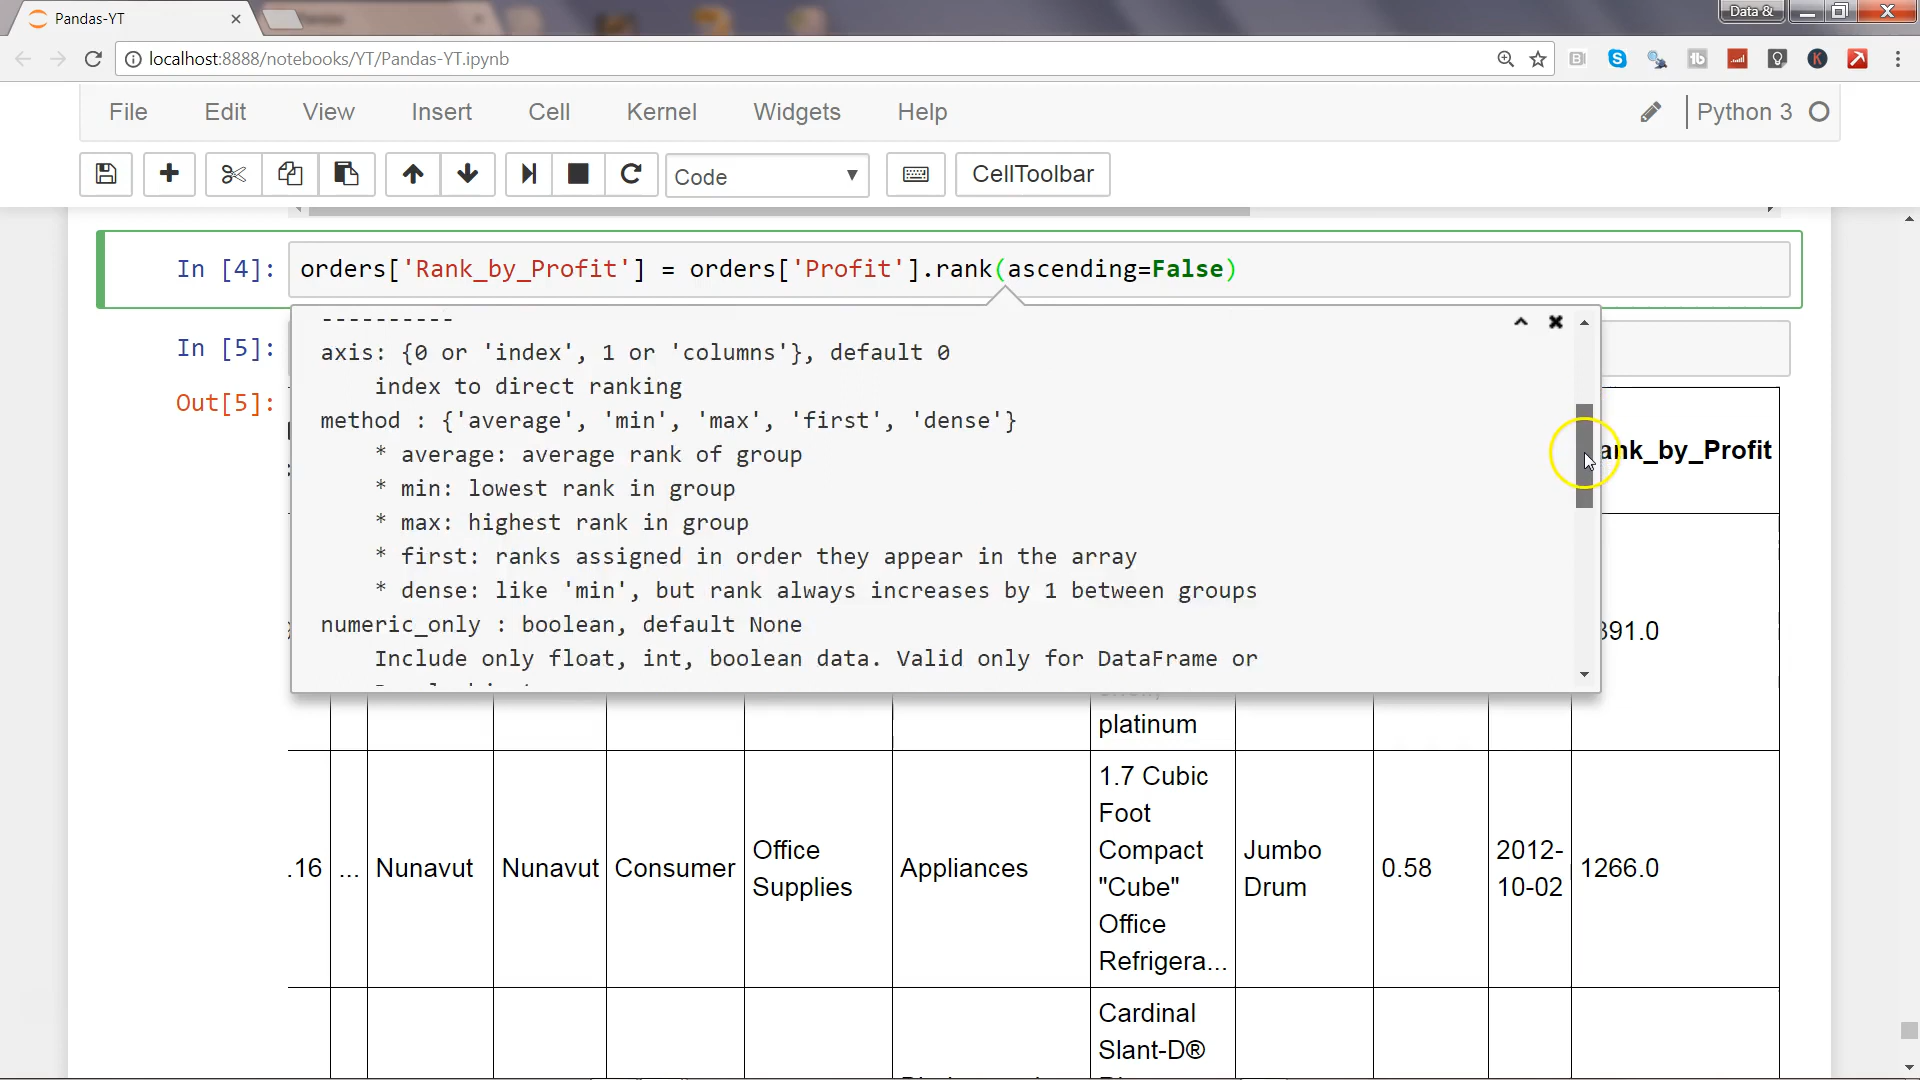 Pandas-YT
Data &
localhost:8888/notebooks/YT/Pandas-YT.ipynb
File Edit View Insert Cell Kernel Widgets Help
Python 3
Code
CellToolbar
In [4]: orders['Rank_by_Profit'] = orders['Profit'].rank(ascending=False)
----------
axis: {0 or 'index', 1 or 'columns'}, default 0
index to direct ranking
method : {'average', 'min', 'max', 'first', 'dense'}
* average: average rank of group
* min: lowest rank in group
* max: highest rank in group
* first: ranks assigned in order they appear in the array
* dense: like 'min', but rank always increases by 1 between groups
numeric_only : boolean, default None
Include only float, int, boolean data. Valid only for DataFrame or
In [5]:
Out[5]:
ank_by_Profit
391.0
platinum
.16 ... Nunavut Nunavut Consumer
Office
Supplies
Appliances
1.7 Cubic
Foot
Compact
"Cube"
Office
Refrigera...
Jumbo
Drum
0.58
2012-
10-02
1266.0
Cardinal
Slant-D®